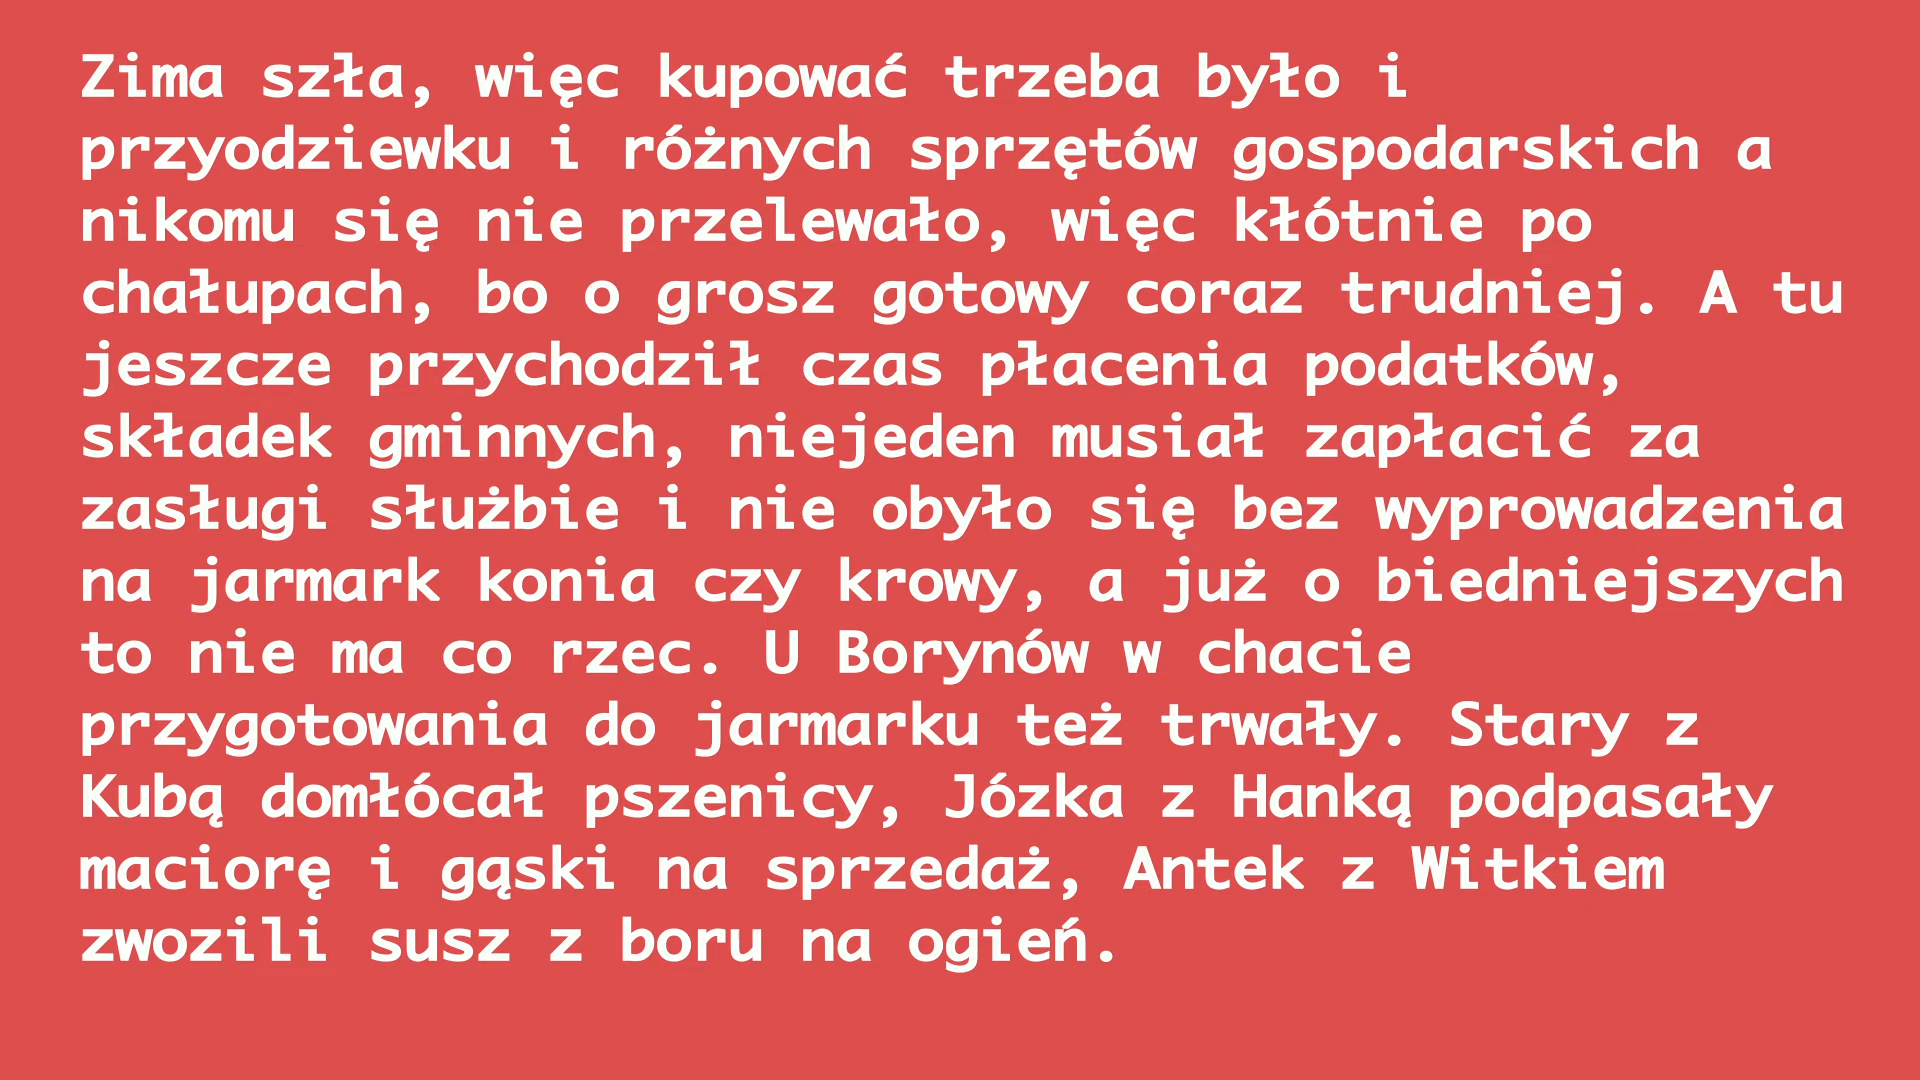 Zima szła, więc kupować trzeba było i
przyodziewku i różnych sprzętów gospodarskich a
nikomu się nie przelewało, więc kłótnie po
chałupach, bo o grosz gotowy coraz trudniej. A tu
jeszcze przychodził czas płacenia podatków,
składek gminnych, niejeden musiał zapłacić za
zasługi służbie i nie obyło się bez wyprowadzenia
na jarmark konia czy krowy, a już o biedniejszych
to nie ma co rzec. U Borynów w chacie
przygotowania do jarmarku też trwały. Stary z
Kubą domłócał pszenicy, Józka z Hanką podpasały
maciorę i gąski na sprzedaż, Antek z Witkiem
zwozili susz z boru na ogień.